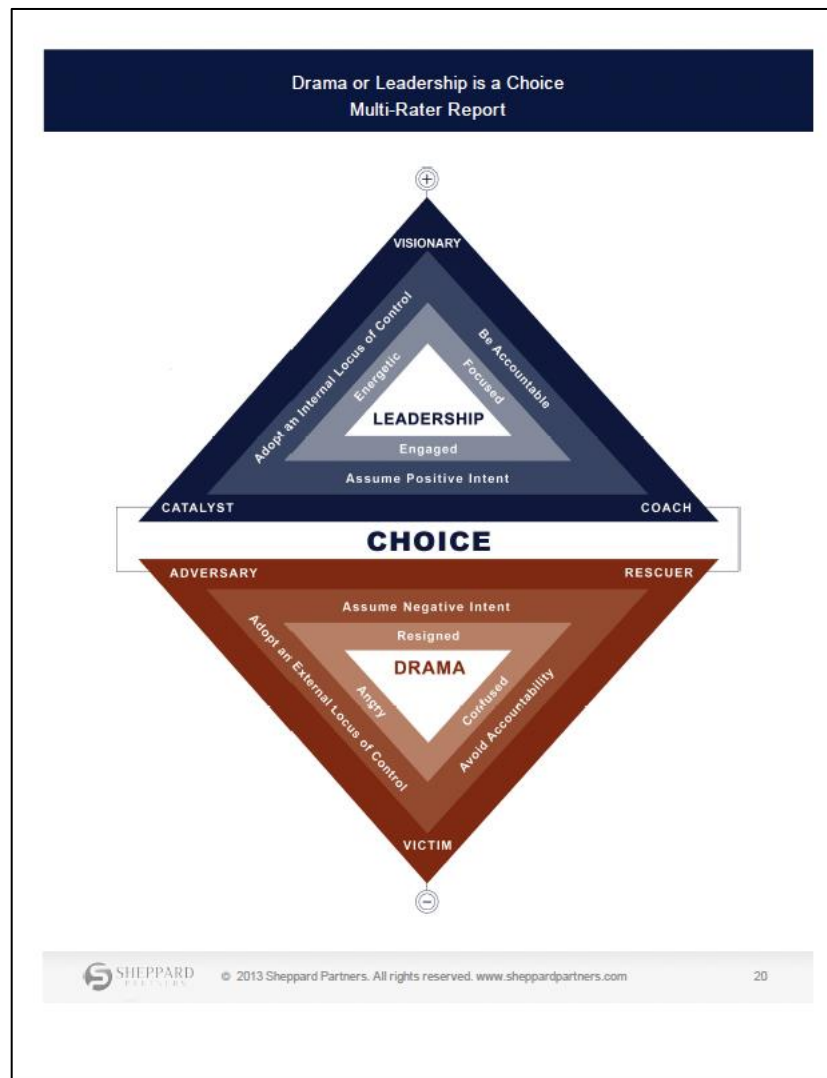 Drama or Leadership is a Choice
Multi-Rater Report
+
VISIONARY
Adopt an Internal Locus of Control
Be Accountable
Energetic
Focused
LEADERSHIP
Engaged
Assume Positive Intent
CATALYST
COACH
CHOICE
ADVERSARY
RESCUER
Assume Negative Intent
Resigned
DRAMA
Angry
Confused
Adopt an External Locus of Control
Avoid Accountability
VICTIM
−
SHEPPARD
PARTNERS
© 2013 Sheppard Partners. All rights reserved. www.sheppardpartners.com
20